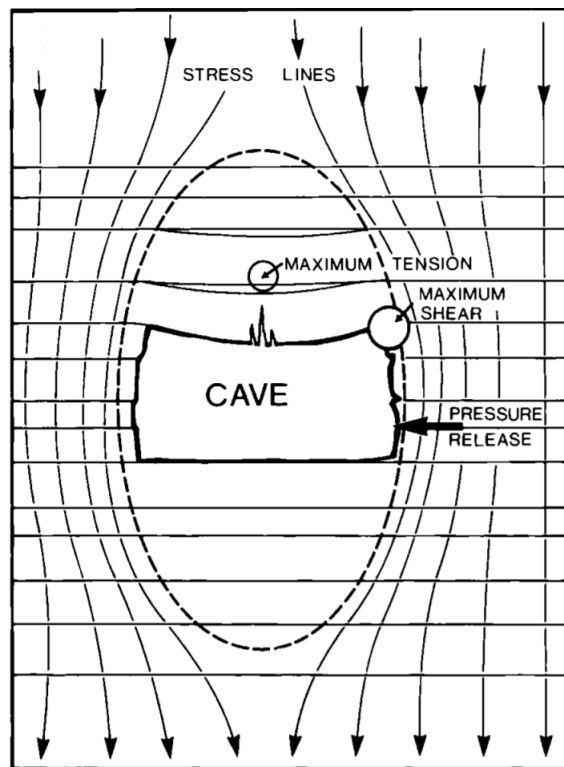 STRESS LINES
MAXIMUM TENSION
MAXIMUM
SHEAR
CAVE
PRESSURE
RELEASE